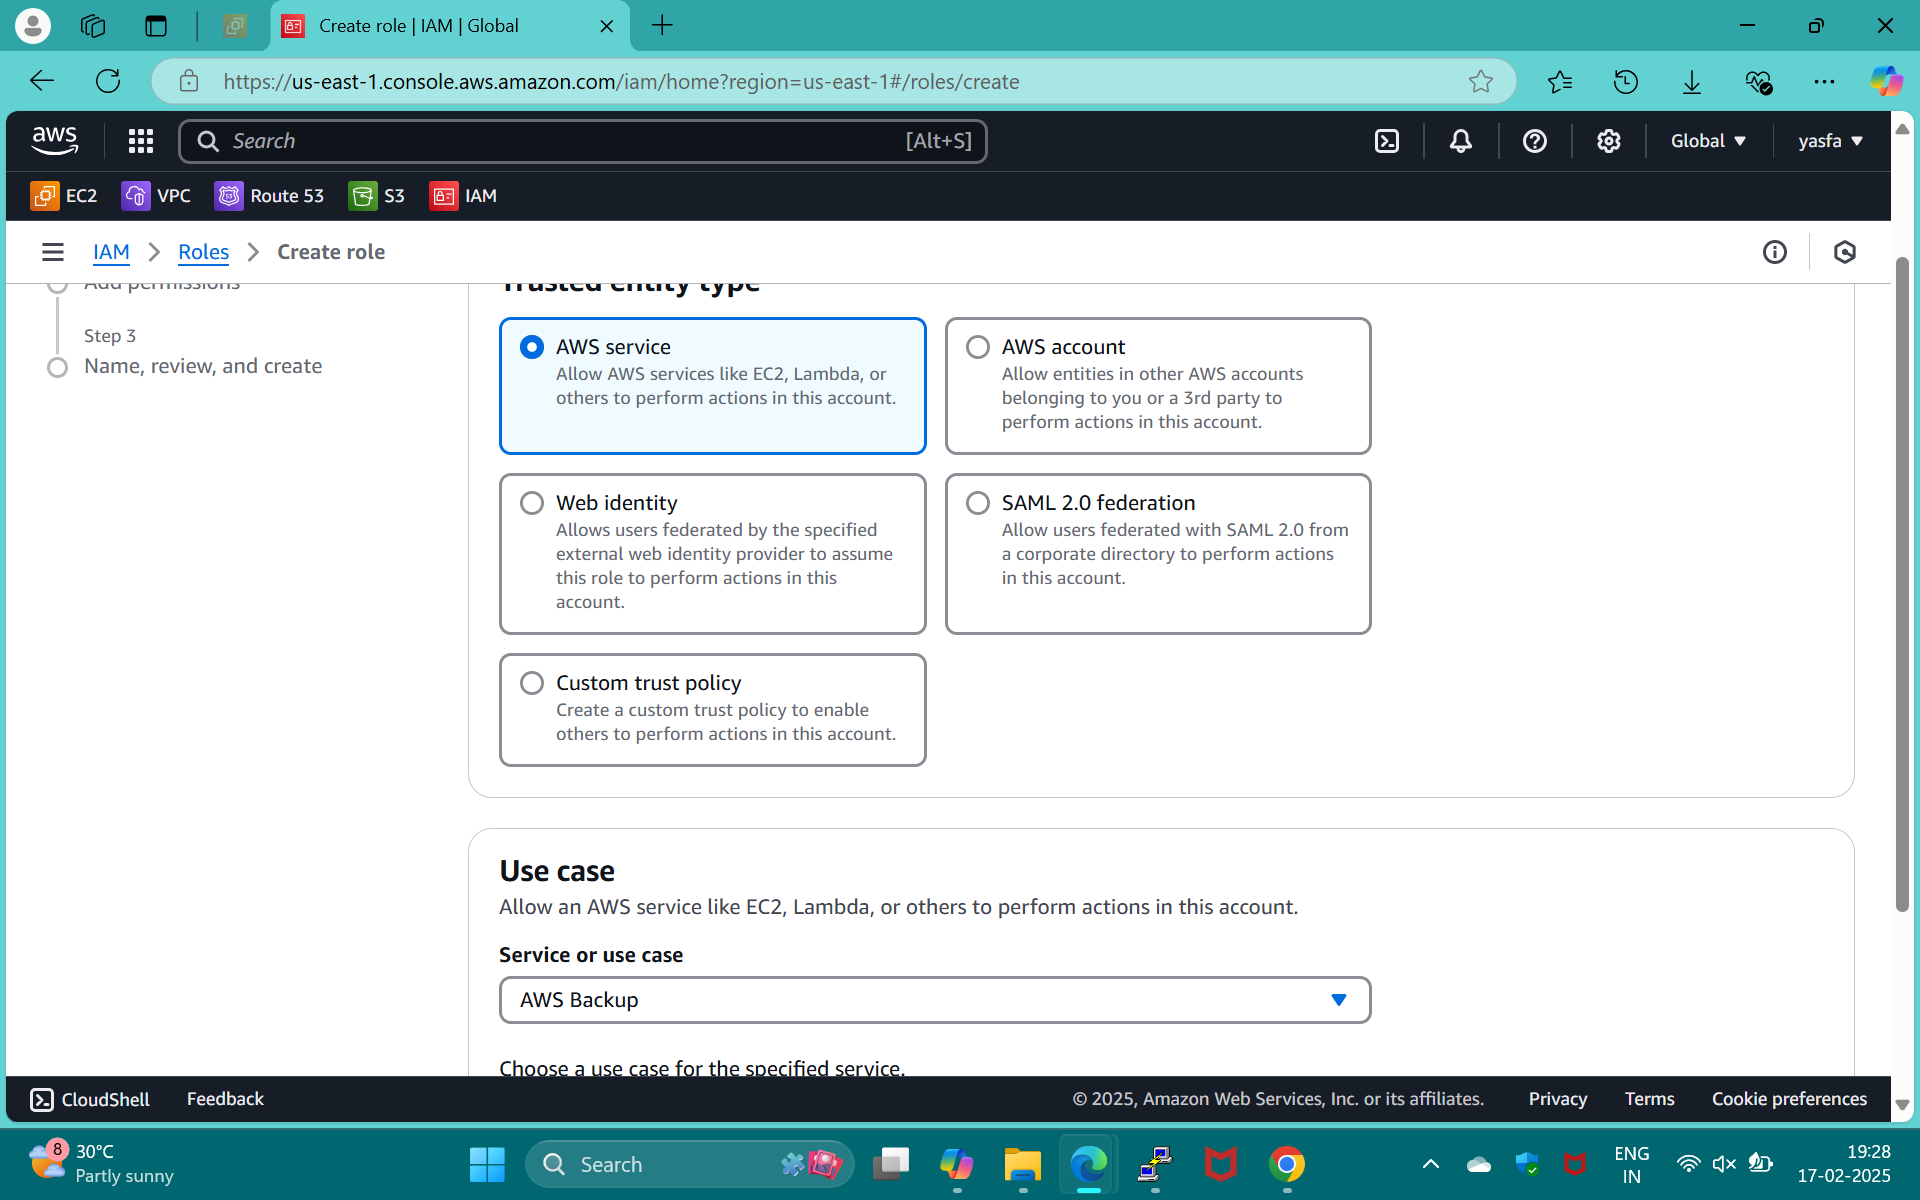 Create role | IAM | Global
https://us-east-1.console.aws.amazon.com/iam/home?region=us-east-1#/roles/create
aws
Search [Alt+S]
Global
yasfa
EC2 VPC Route 53 S3 IAM
IAM Roles Create role
Add permissions
Step 3
Name, review, and create
Trusted entity type
AWS service
Allow AWS services like EC2, Lambda, or
others to perform actions in this account.
AWS account
Allow entities in other AWS accounts
belonging to you or a 3rd party to
perform actions in this account.
Web identity
Allows users federated by the specified
external web identity provider to assume
this role to perform actions in this
account.
SAML 2.0 federation
Allow users federated with SAML 2.0 from
a corporate directory to perform actions
in this account.
Custom trust policy
Create a custom trust policy to enable
others to perform actions in this account.
Use case
Allow an AWS service like EC2, Lambda, or others to perform actions in this account.
Service or use case
AWS Backup
Choose a use case for the specified service.
CloudShell Feedback © 2025, Amazon Web Services, Inc. or its affiliates. Privacy Terms Cookie preferences
8
30°C
Partly sunny
Search
ENG
IN
19:28
17-02-2025